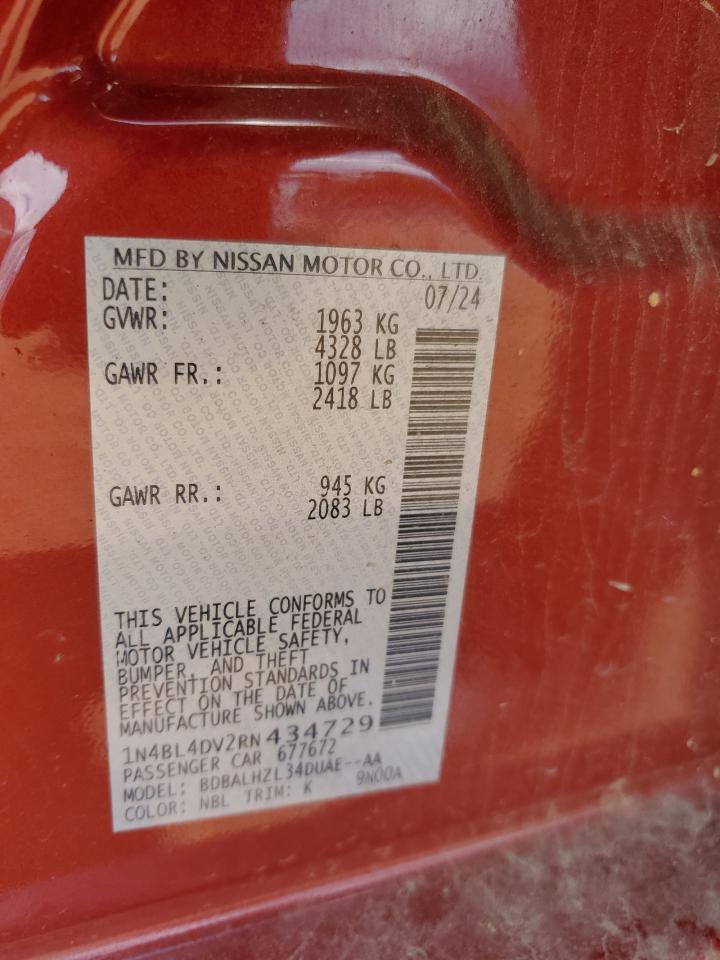 MFD BY NISSAN MOTOR CO., LTD.
DATE: 07/24
GVWR: 1963 KG
4328 LB
GAWR FR.: 1097 KG
2418 LB
GAWR RR.: 945 KG
2083 LB
THIS VEHICLE CONFORMS TO
ALL APPLICABLE FEDERAL
MOTOR VEHICLE SAFETY,
BUMPER, AND THEFT
PREVENTION STANDARDS IN
EFFECT ON THE DATE OF
MANUFACTURE SHOWN ABOVE.
1N4BL4DV2RN434729
PASSENGER CAR 677672
MODEL: BDBALHZL34DUAE--AA
COLOR: NBL TRIM: K 9N00A